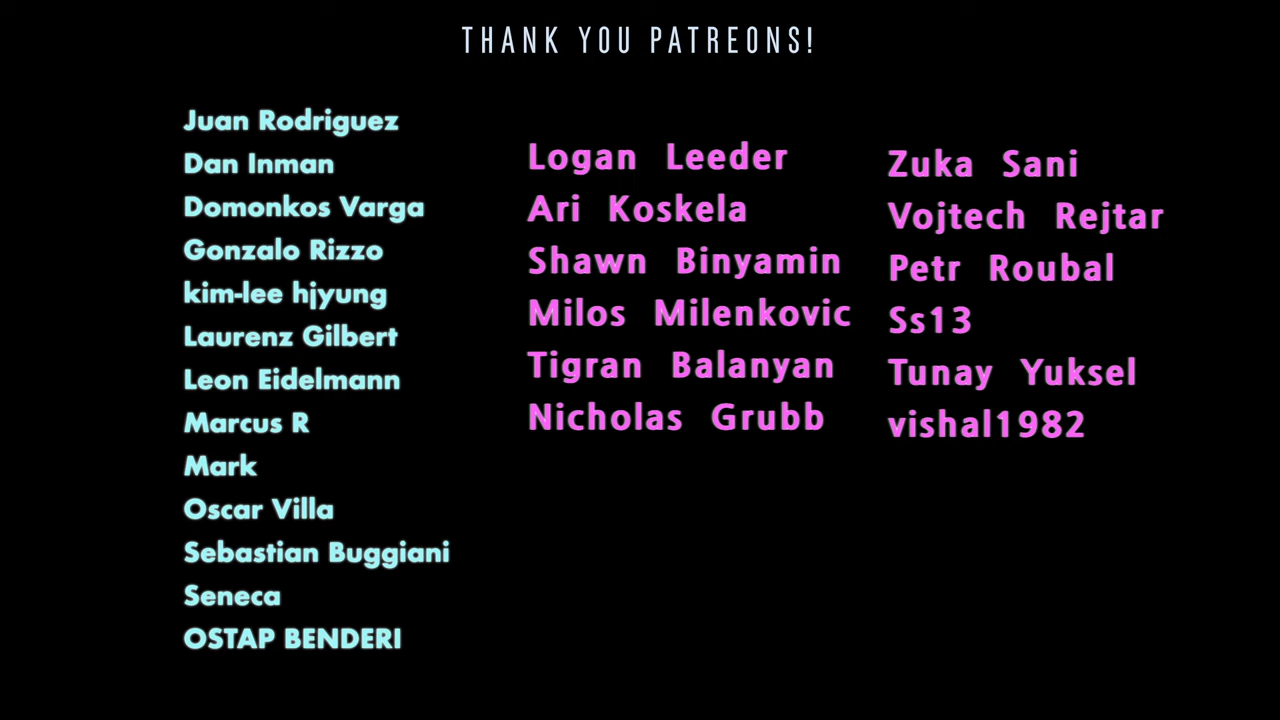 THANK YOU PATREONS!
Juan Rodriguez
Dan Inman
Domonkos Varga
Gonzalo Rizzo
kim-lee hjyung
Laurenz Gilbert
Leon Eidelmann
Marcus R
Mark
Oscar Villa
Sebastian Buggiani
Seneca
OSTAP BENDERI
Logan Leeder
Ari Koskela
Shawn Binyamin
Milos Milenkovic
Tigran Balanyan
Nicholas Grubb
Zuka Sani
Vojtech Rejtar
Petr Roubal
Ss13
Tunay Yuksel
vishal1982